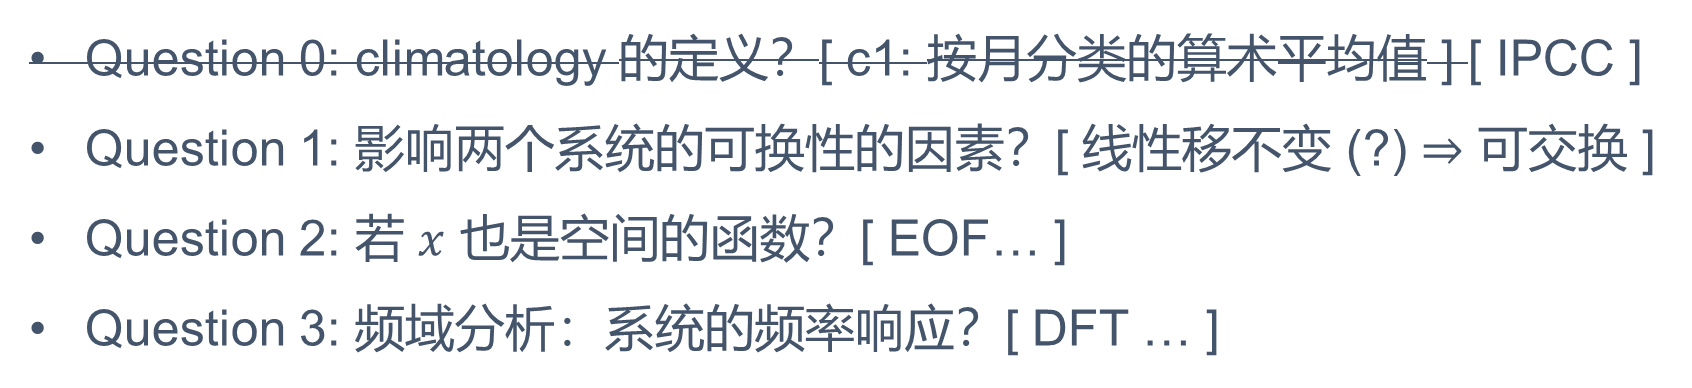 • Question 0: climatology 的定义？[ c1: 按月分类的算术平均值 ] [ IPCC ]
• Question 1: 影响两个系统的可换性的因素？[ 线性移不变 (?) ⇒ 可交换 ]
• Question 2: 若 x 也是空间的函数？[ EOF… ]
• Question 3: 频域分析：系统的频率响应？[ DFT … ]